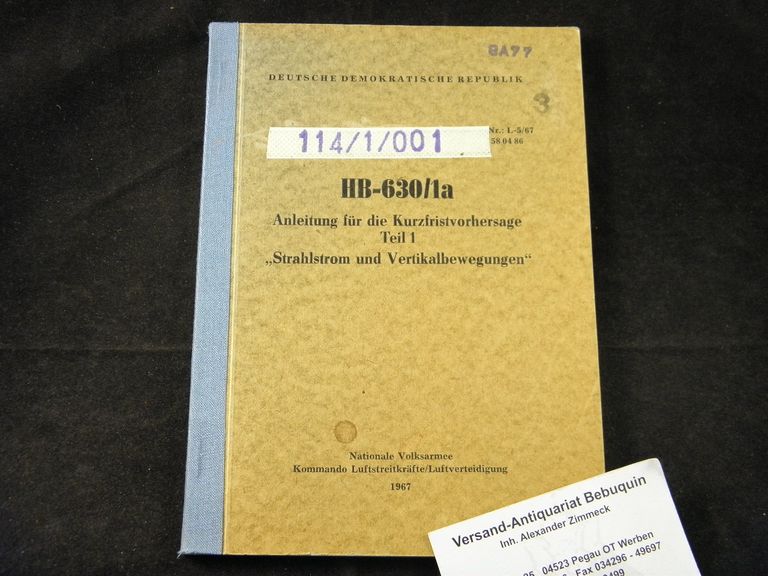 8A77
DEUTSCHE DEMOKRATISCHE REPUBLIK
3
Nr.: L-5/67
58 04 86
114/1/001
HB-630/1a
Anleitung für die Kurzfristvorhersage
Teil 1
„Strahlstrom und Vertikalbewegungen“
Nationale Volksarmee
Kommando Luftstreitkräfte/Luftverteidigung
1967
Versand-Antiquariat Bebuquin
Inh. Alexander Zimmeck
04523 Pegau OT Werben
- Fax 034296 - 49697